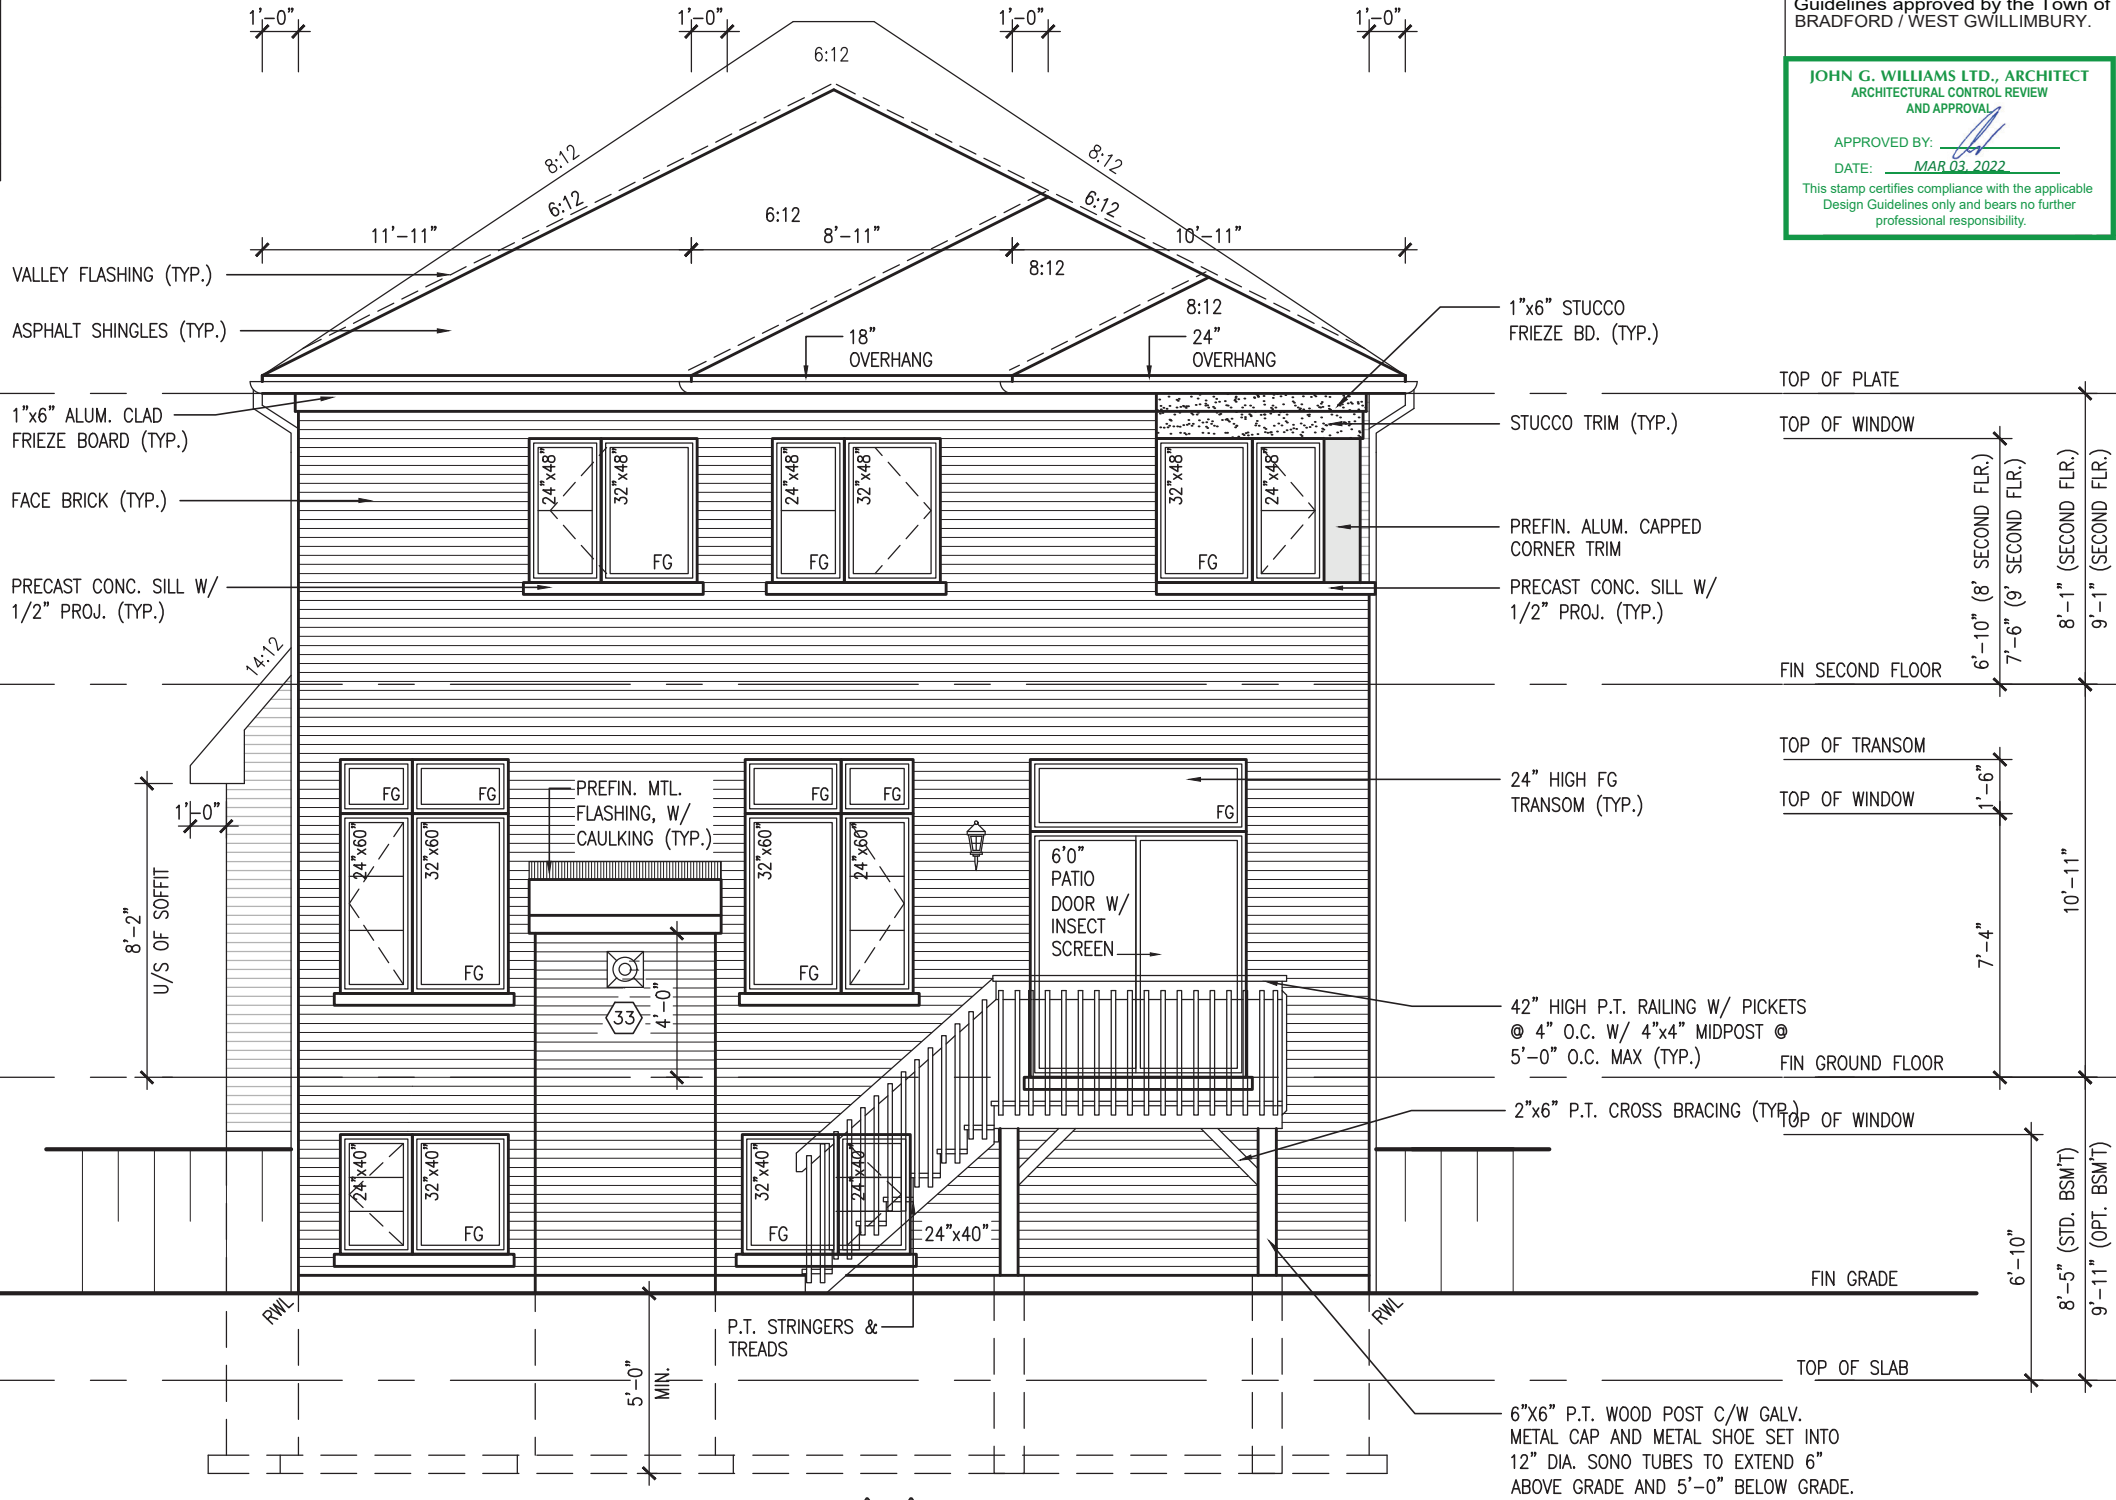 1'-0"
1'-0"
1'-0"
1'-0"
Guidelines approved by the Town of
BRADFORD / WEST GWILLIMBURY.
JOHN G. WILLIAMS LTD., ARCHITECT
ARCHITECTURAL CONTROL REVIEW
AND APPROVAL
APPROVED BY:
DATE: MAR 03, 2022
This stamp certifies compliance with the applicable
Design Guidelines only and bears no further
professional responsibility.
6:12
8:12
8:12
6:12
6:12
6:12
11'-11"
8'-11"
10'-11"
8:12
8:12
VALLEY FLASHING (TYP.)
ASPHALT SHINGLES (TYP.)
18"
OVERHANG
24"
OVERHANG
1"x6" STUCCO
FRIEZE BD. (TYP.)
1"x6" ALUM. CLAD
FRIEZE BOARD (TYP.)
STUCCO TRIM (TYP.)
TOP OF PLATE
TOP OF WINDOW
FACE BRICK (TYP.)
24"x48"
32"x48"
FG
24"x48"
32"x48"
FG
32"x48"
24"x48"
FG
PREFIN. ALUM. CAPPED
CORNER TRIM
PRECAST CONC. SILL W/
1/2" PROJ. (TYP.)
PRECAST CONC. SILL W/
1/2" PROJ. (TYP.)
6'-10" (8' SECOND FLR.)
7'-6" (9' SECOND FLR.)
8'-1" (SECOND FLR.)
9'-1" (SECOND FLR.)
14:12
FIN SECOND FLOOR
TOP OF TRANSOM
TOP OF WINDOW
1'-6"
24" HIGH FG
TRANSOM (TYP.)
FG
FG
FG
FG
FG
PREFIN. MTL.
FLASHING, W/
CAULKING (TYP.)
1'-0"
8'-2"
U/S OF SOFFIT
24"x60"
32"x60"
FG
32"x60"
24"x60"
FG
6'0"
PATIO
DOOR W/
INSECT
SCREEN
33
4'-0"
7'-4"
10'-11"
42" HIGH P.T. RAILING W/ PICKETS
@ 4" O.C. W/ 4"x4" MIDPOST @
5'-0" O.C. MAX (TYP.)
FIN GROUND FLOOR
2"x6" P.T. CROSS BRACING (TYP.)
TOP OF WINDOW
24"x40"
32"x40"
FG
32"x40"
24"x40"
FG
24"x40"
6'-10"
8'-5" (STD. BSM'T)
9'-11" (OPT. BSM'T)
FIN GRADE
RWL
RWL
P.T. STRINGERS &
TREADS
5'-0"
MIN.
TOP OF SLAB
6"X6" P.T. WOOD POST C/W GALV.
METAL CAP AND METAL SHOE SET INTO
12" DIA. SONO TUBES TO EXTEND 6"
ABOVE GRADE AND 5'-0" BELOW GRADE.